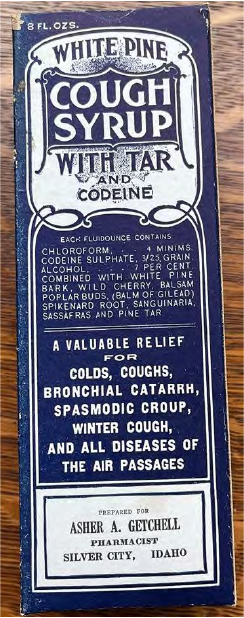 8 FL. OZS.
WHITE PINE
COUGH
SYRUP
WITH TAR
AND
CODEINE
EACH FLUIDOUNCE CONTAINS
CHLOROFORM, . . 4 MINIMS.
CODEINE SULPHATE, 3/25, GRAIN.
ALCOHOL. . . . 7 PER CENT.
COMBINED WITH WHITE PINE
BARK, WILD CHERRY, BALSAM
POPLAR BUDS, (BALM OF GILEAD)
SPIKENARD ROOT, SANGUINARIA,
SASSAFRAS AND PINE TAR
A VALUABLE RELIEF
FOR
COLDS, COUGHS,
BRONCHIAL CATARRH,
SPASMODIC CROUP,
WINTER COUGH,
AND ALL DISEASES OF
THE AIR PASSAGES
PREPARED FOR
ASHER A. GETCHELL
PHARMACIST
SILVER CITY, IDAHO